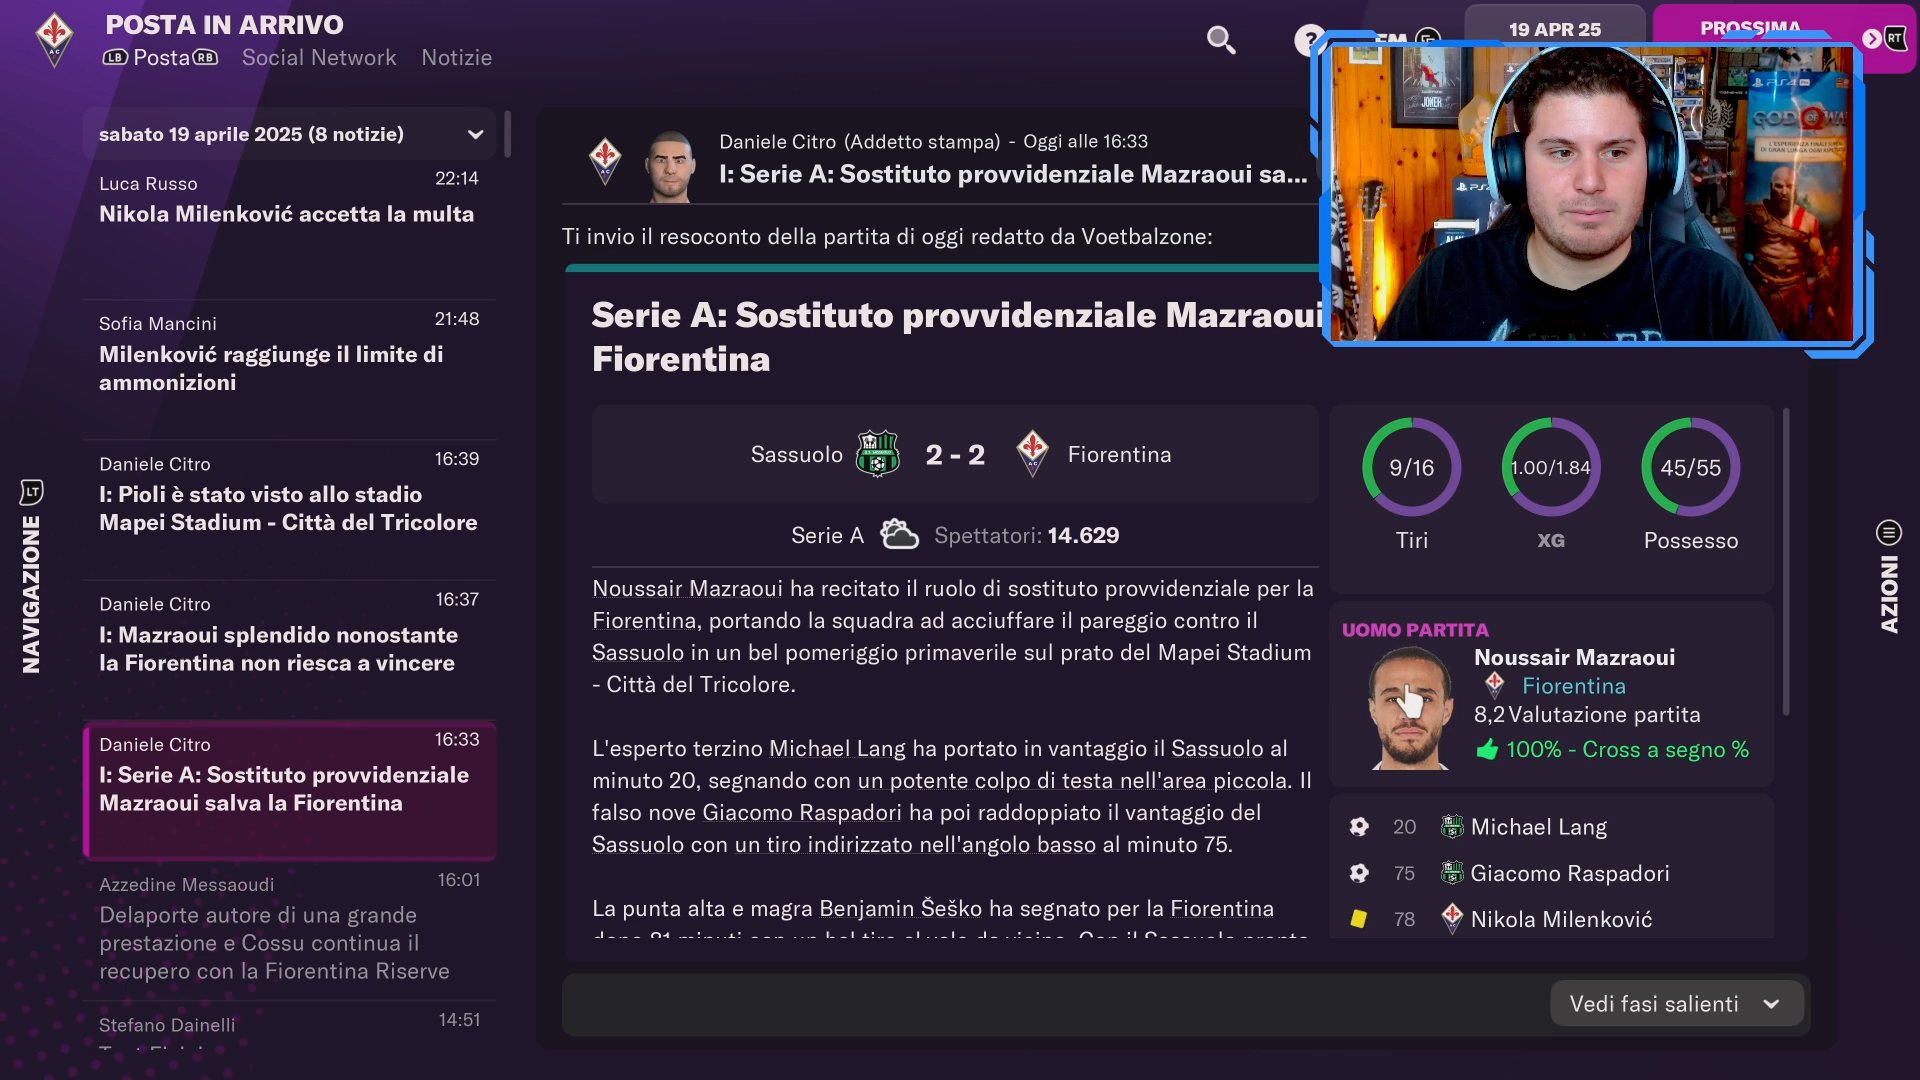 POSTA IN ARRIVO
LB Posta RB Social Network Notizie
19 APR 25
PROSSIMA
RT
sabato 19 aprile 2025 (8 notizie)
Luca Russo 22:14
Nikola Milenković accetta la multa
Sofia Mancini 21:48
Milenković raggiunge il limite di
ammonizioni
Daniele Citro 16:39
I: Pioli è stato visto allo stadio
Mapei Stadium - Città del Tricolore
Daniele Citro 16:37
I: Mazraoui splendido nonostante
la Fiorentina non riesca a vincere
Daniele Citro 16:33
I: Serie A: Sostituto provvidenziale
Mazraoui salva la Fiorentina
Azzedine Messaoudi 16:01
Delaporte autore di una grande
prestazione e Cossu continua il
recupero con la Fiorentina Riserve
Stefano Dainelli 14:51
NAVIGAZIONE LT
Daniele Citro (Addetto stampa) - Oggi alle 16:33
I: Serie A: Sostituto provvidenziale Mazraoui sa...
Ti invio il resoconto della partita di oggi redatto da Voetbalzone:
Serie A: Sostituto provvidenziale Mazraoui
Fiorentina
Sassuolo 2 - 2 Fiorentina
Serie A Spettatori: 14.629
Noussair Mazraoui ha recitato il ruolo di sostituto provvidenziale per la
Fiorentina, portando la squadra ad acciuffare il pareggio contro il
Sassuolo in un bel pomeriggio primaverile sul prato del Mapei Stadium
- Città del Tricolore.
L'esperto terzino Michael Lang ha portato in vantaggio il Sassuolo al
minuto 20, segnando con un potente colpo di testa nell'area piccola. Il
falso nove Giacomo Raspadori ha poi raddoppiato il vantaggio del
Sassuolo con un tiro indirizzato nell'angolo basso al minuto 75.
La punta alta e magra Benjamin Šeško ha segnato per la Fiorentina
9/16 1.00/1.84 45/55
Tiri XG Possesso
UOMO PARTITA
Noussair Mazraoui
Fiorentina
8,2 Valutazione partita
100% - Cross a segno %
20 Michael Lang
75 Giacomo Raspadori
78 Nikola Milenković
Vedi fasi salienti
AZIONI
JOKER
PS4
GOD OF WAR